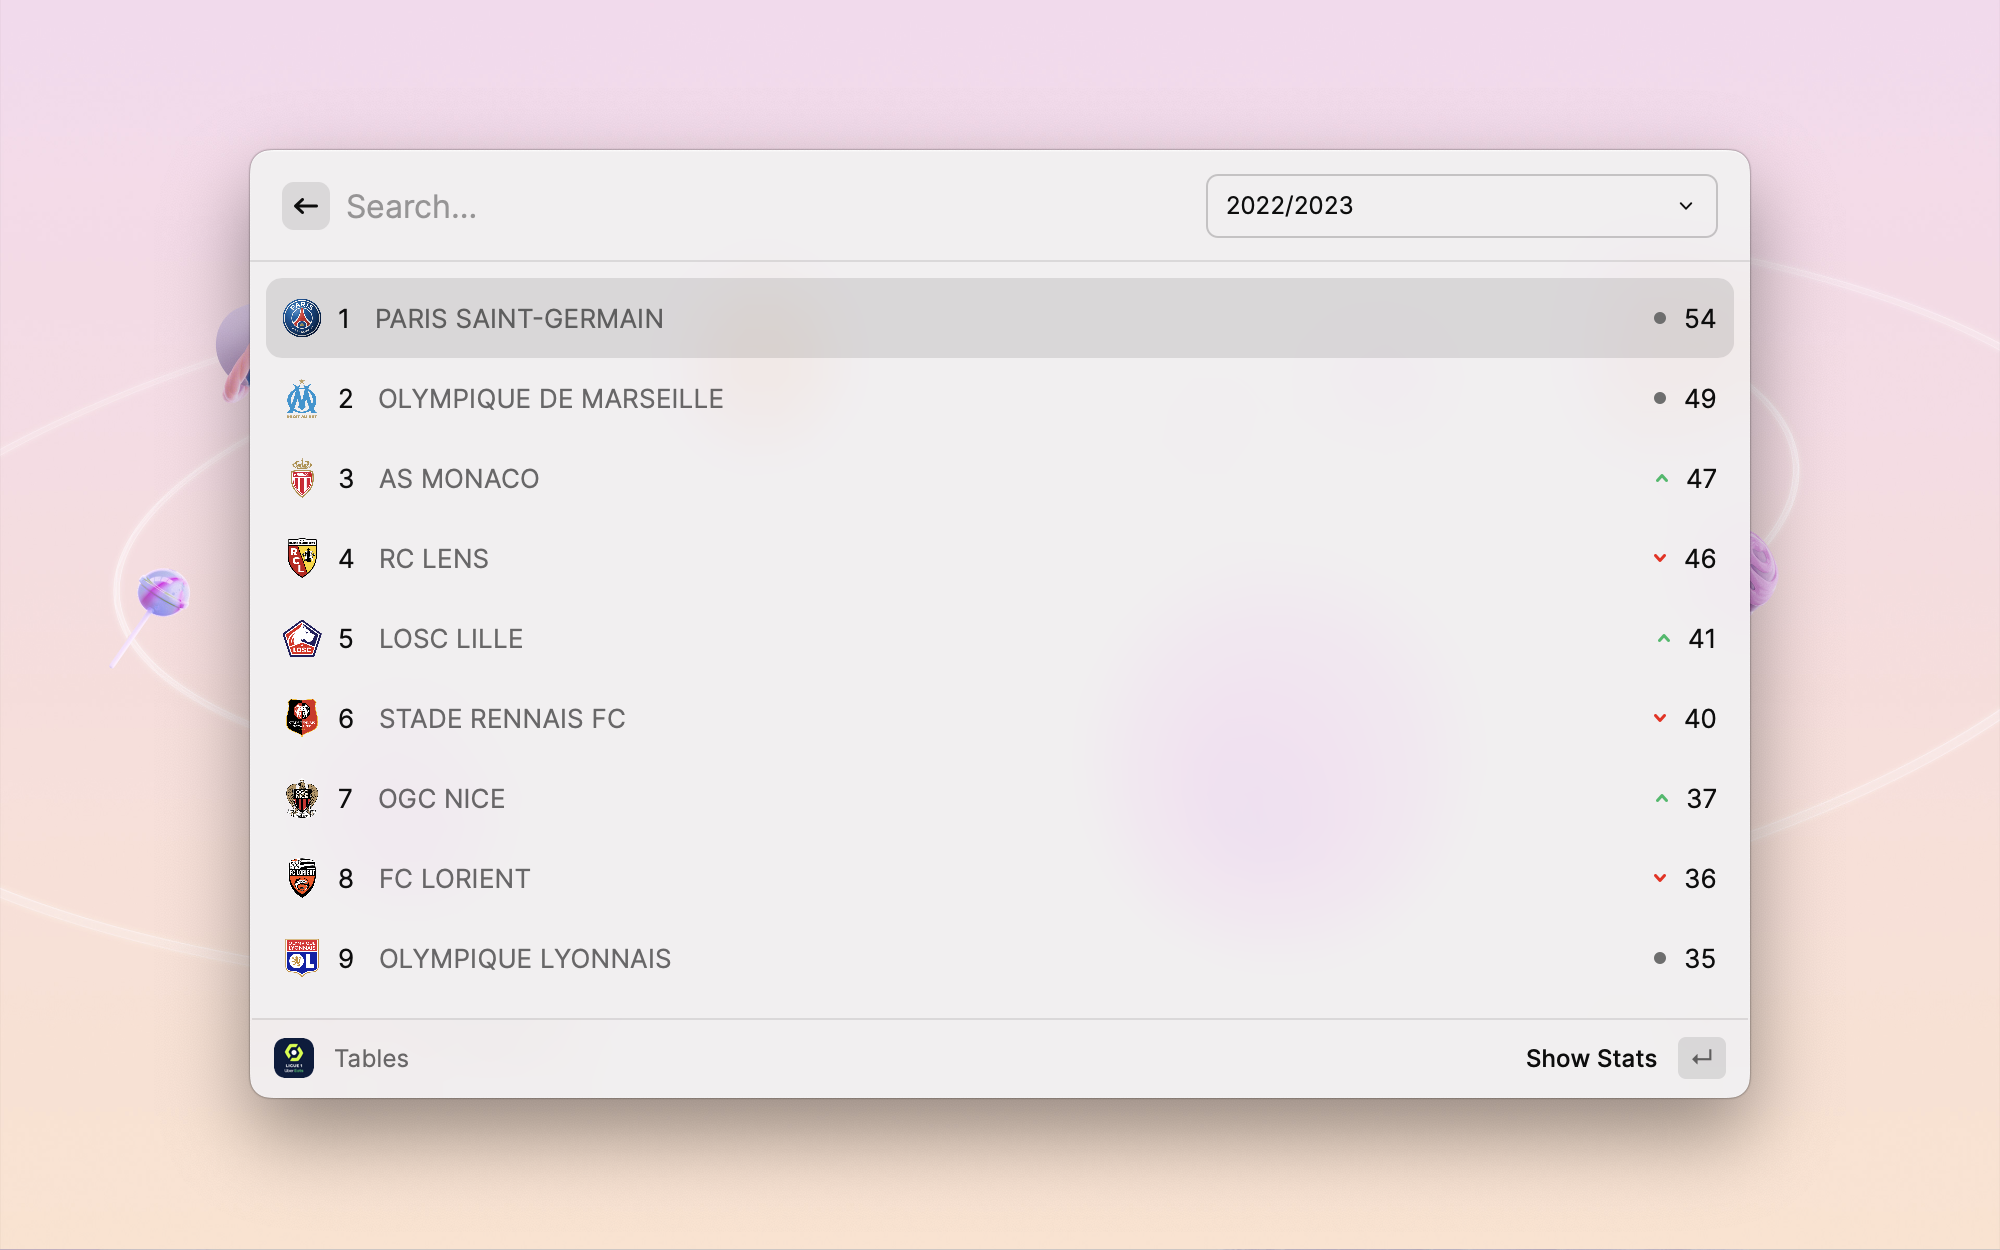 Search...
2022/2023
1 PARIS SAINT-GERMAIN 54
2 OLYMPIQUE DE MARSEILLE 49
3 AS MONACO 47
4 RC LENS 46
5 LOSC LILLE 41
6 STADE RENNAIS FC 40
7 OGC NICE 37
8 FC LORIENT 36
9 OLYMPIQUE LYONNAIS 35
Tables
Show Stats